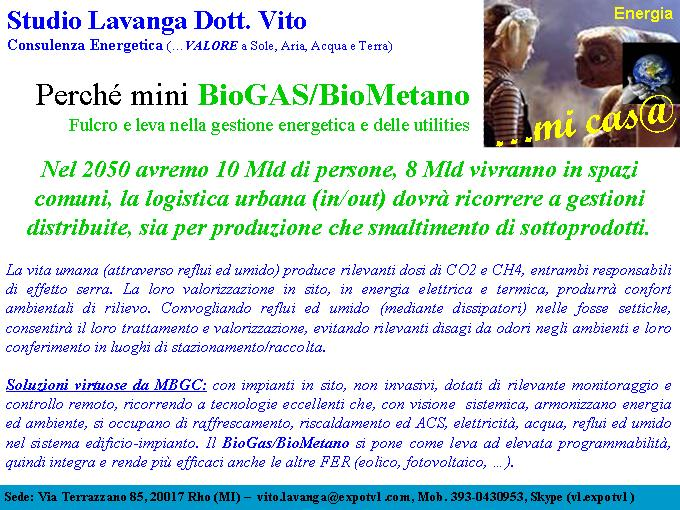 Studio Lavanga Dott. Vito
Consulenza Energetica (…VALORE a Sole, Aria, Acqua e Terra)
Energia
Perché mini BioGAS/BioMetano
Fulcro e leva nella gestione energetica e delle utilities
…mi cas@
Nel 2050 avremo 10 Mld di persone, 8 Mld vivranno in spazi
comuni, la logistica urbana (in/out) dovrà ricorrere a gestioni
distribuite, sia per produzione che smaltimento di sottoprodotti.
La vita umana (attraverso reflui ed umido) produce rilevanti dosi di CO2 e CH4, entrambi responsabili
di effetto serra. La loro valorizzazione in sito, in energia elettrica e termica, produrrà confort
ambientali di rilievo. Convogliando reflui ed umido (mediante dissipatori) nelle fosse settiche,
consentirà il loro trattamento e valorizzazione, evitando rilevanti disagi da odori negli ambienti e loro
conferimento in luoghi di stazionamento/raccolta.
Soluzioni virtuose da MBGC: con impianti in sito, non invasivi, dotati di rilevante monitoraggio e
controllo remoto, ricorrendo a tecnologie eccellenti che, con visione sistemica, armonizzano energia
ed ambiente, si occupano di raffrescamento, riscaldamento ed ACS, elettricità, acqua, reflui ed umido
nel sistema edificio-impianto. Il BioGas/BioMetano si pone come leva ad elevata programmabilità,
quindi integra e rende più efficaci anche le altre FER (eolico, fotovoltaico, …).
Sede: Via Terrazzano 85, 20017 Rho (MI) – vito.lavanga@expotvl.com, Mob. 393-0430953, Skype (vl.expotvl)